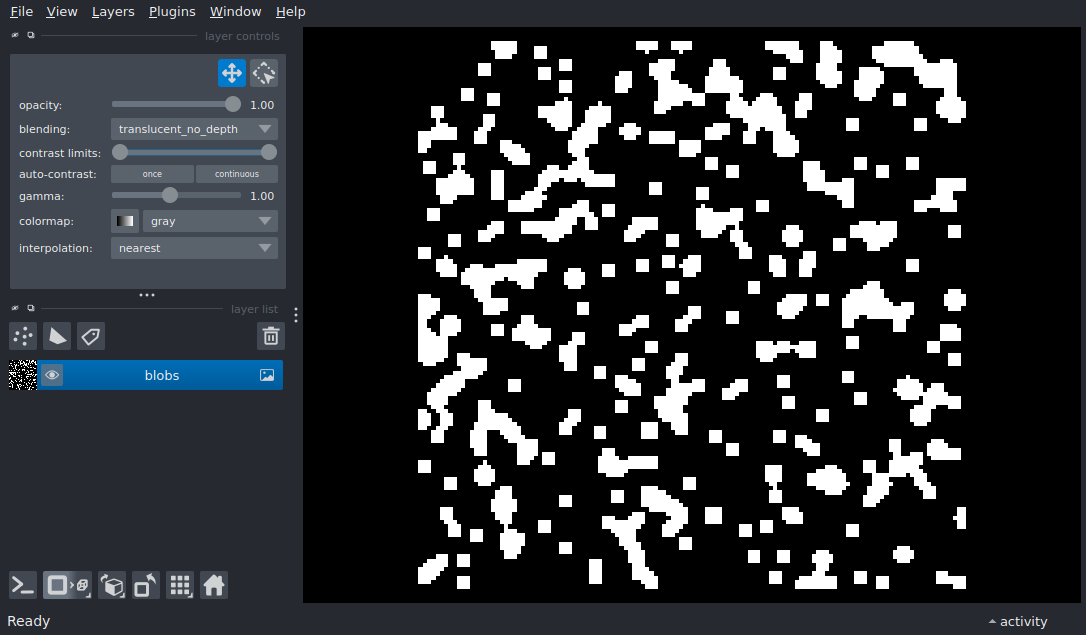 File View Layers Plugins Window Help
layer controls
opacity: 1.00
blending: translucent_no_depth
contrast limits:
auto-contrast: once continuous
gamma: 1.00
colormap: gray
interpolation: nearest
layer list
blobs
Ready activity